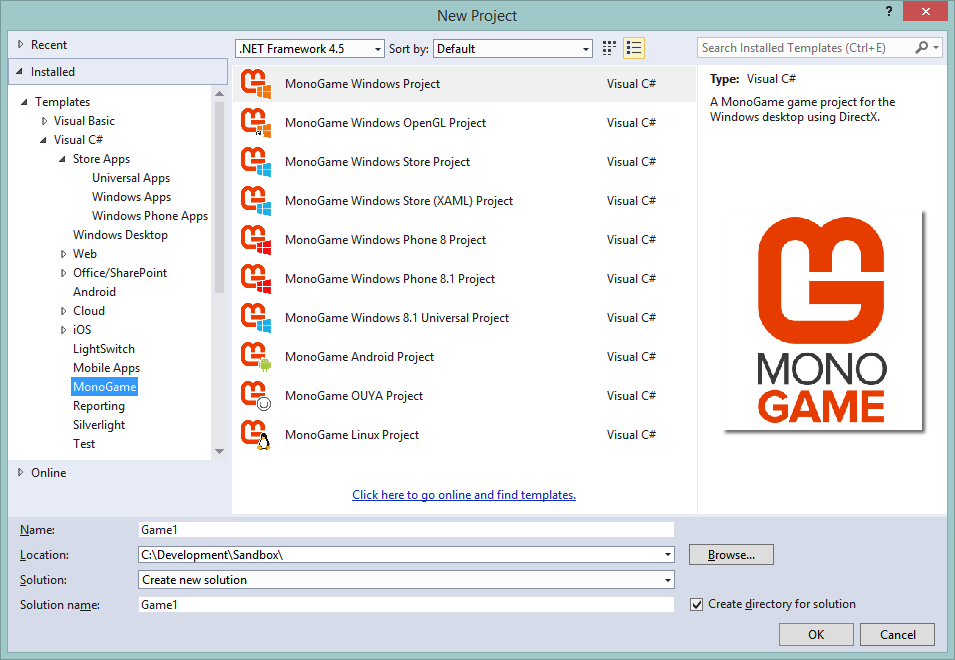 New Project
?
Recent
Installed
Templates
Visual Basic
Visual C#
Store Apps
Universal Apps
Windows Apps
Windows Phone Apps
Windows Desktop
Web
Office/SharePoint
Android
Cloud
iOS
LightSwitch
Mobile Apps
MonoGame
Reporting
Silverlight
Test
Online
.NET Framework 4.5 Sort by: Default
MonoGame Windows Project Visual C#
MonoGame Windows OpenGL Project Visual C#
MonoGame Windows Store Project Visual C#
MonoGame Windows Store (XAML) Project Visual C#
MonoGame Windows Phone 8 Project Visual C#
MonoGame Windows Phone 8.1 Project Visual C#
MonoGame Windows 8.1 Universal Project Visual C#
MonoGame Android Project Visual C#
MonoGame OUYA Project Visual C#
MonoGame Linux Project Visual C#
Click here to go online and find templates.
Search Installed Templates (Ctrl+E)
Type: Visual C#
A MonoGame game project for the
Windows desktop using DirectX.
MONO
GAME
Name: Game1
Location: C:\Development\Sandbox\ Browse...
Solution: Create new solution
Solution name: Game1 Create directory for solution
OK Cancel